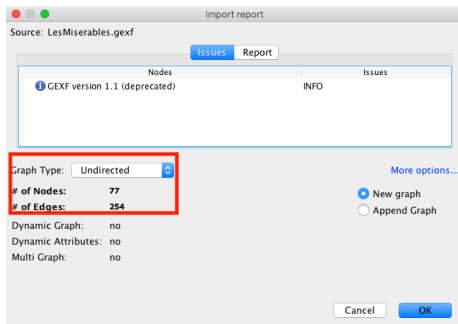 Import report
Source: LesMiserables.gexf
Issues Report
Nodes Issues
GEXF version 1.1 (deprecated) INFO
Graph Type: Undirected More options...
# of Nodes: 77 New graph
# of Edges: 254 Append Graph
Dynamic Graph: no
Dynamic Attributes: no
Multi Graph: no
Cancel OK